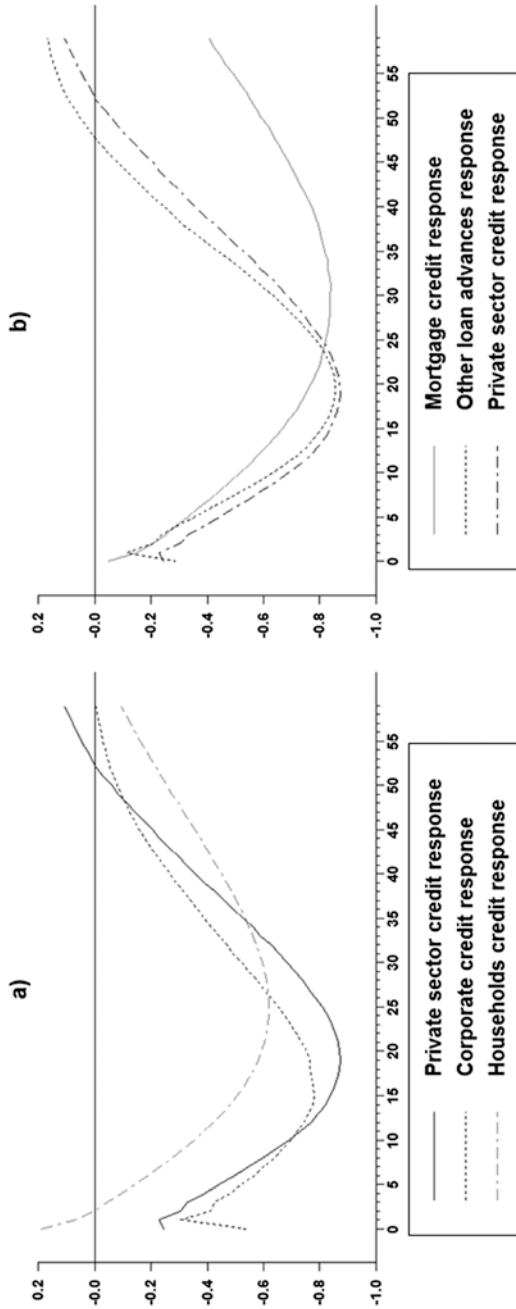 a)
0.2
-0.0
-0.2
-0.4
-0.6
-0.8
-1.0
0 5 10 15 20 25 30 35 40 45 50 55
Private sector credit response
Corporate credit response
Households credit response
b)
0.2
-0.0
-0.2
-0.4
-0.6
-0.8
-1.0
0 5 10 15 20 25 30 35 40 45 50 55
Mortgage credit response
Other loan advances response
Private sector credit response